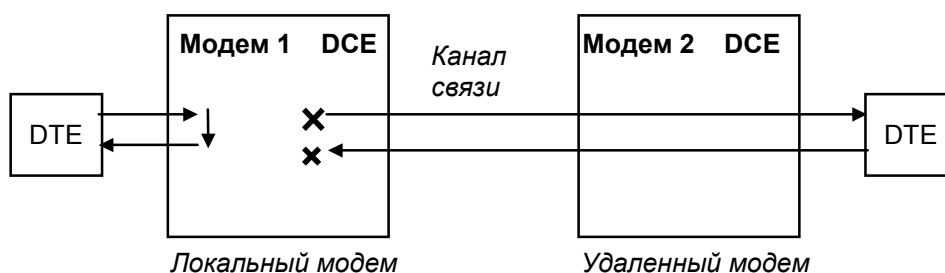 Модем 1 DCE
Канал
связи
Модем 2 DCE
DTE
DTE
Локальный модем
Удаленный модем